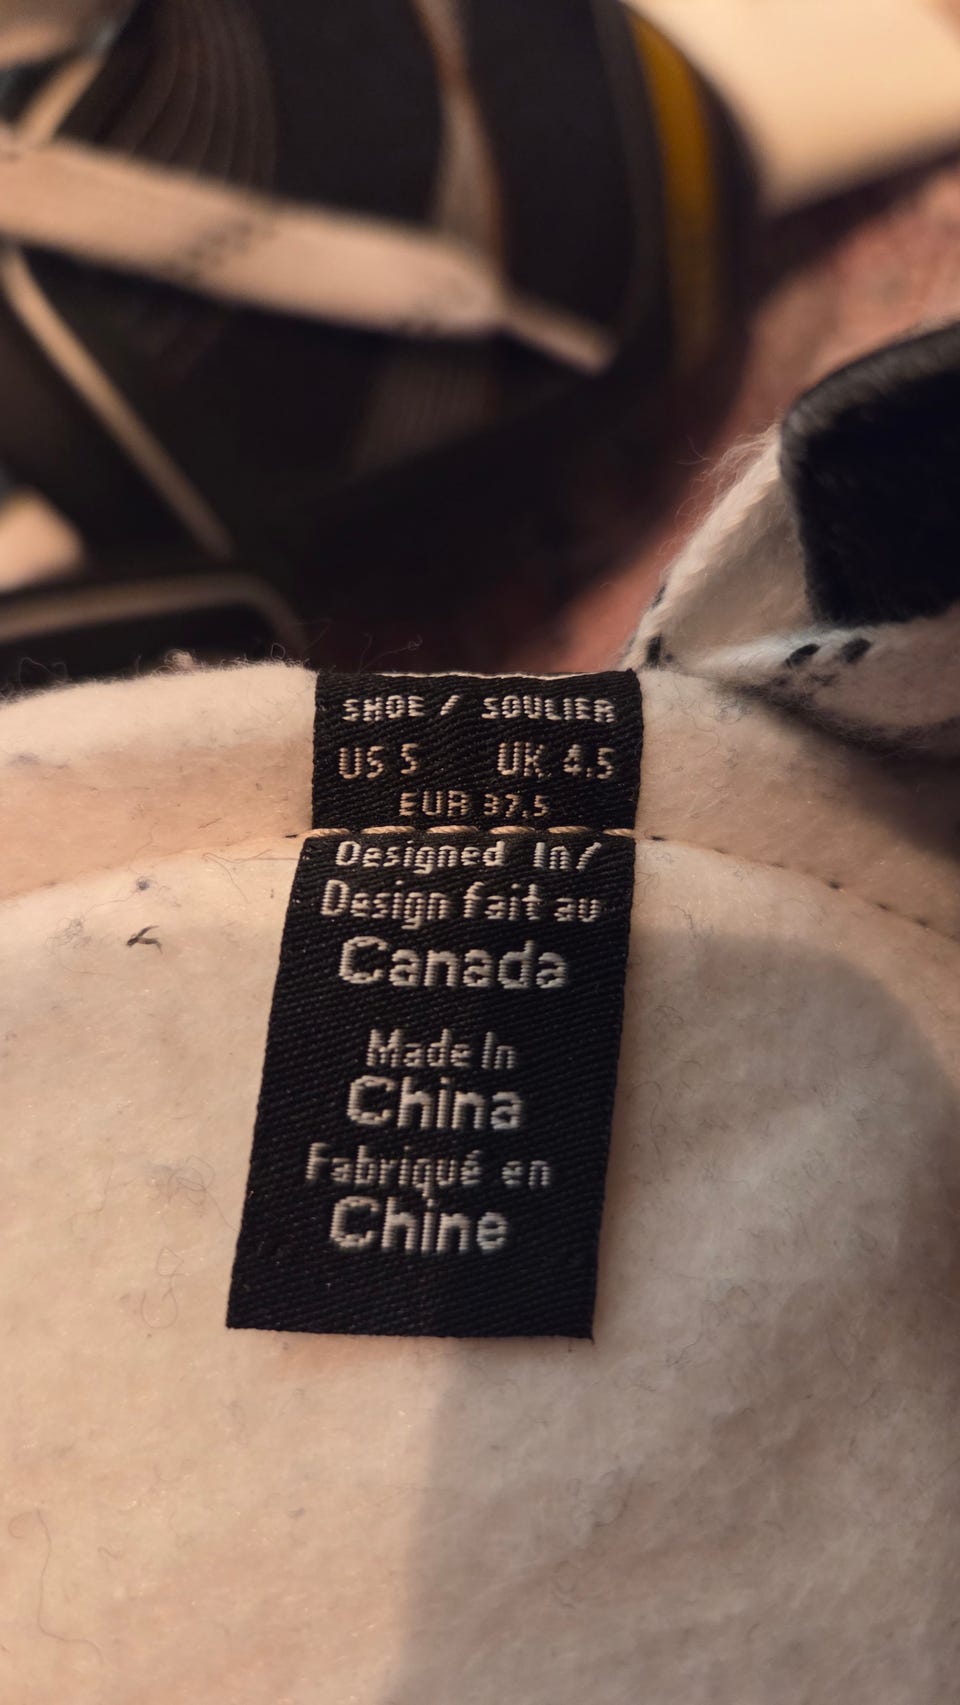 SHOE / SOULIER
US 5 UK 4.5
EUR 37.5
Designed In/
Design fait au
Canada
Made In
China
Fabriqué en
Chine